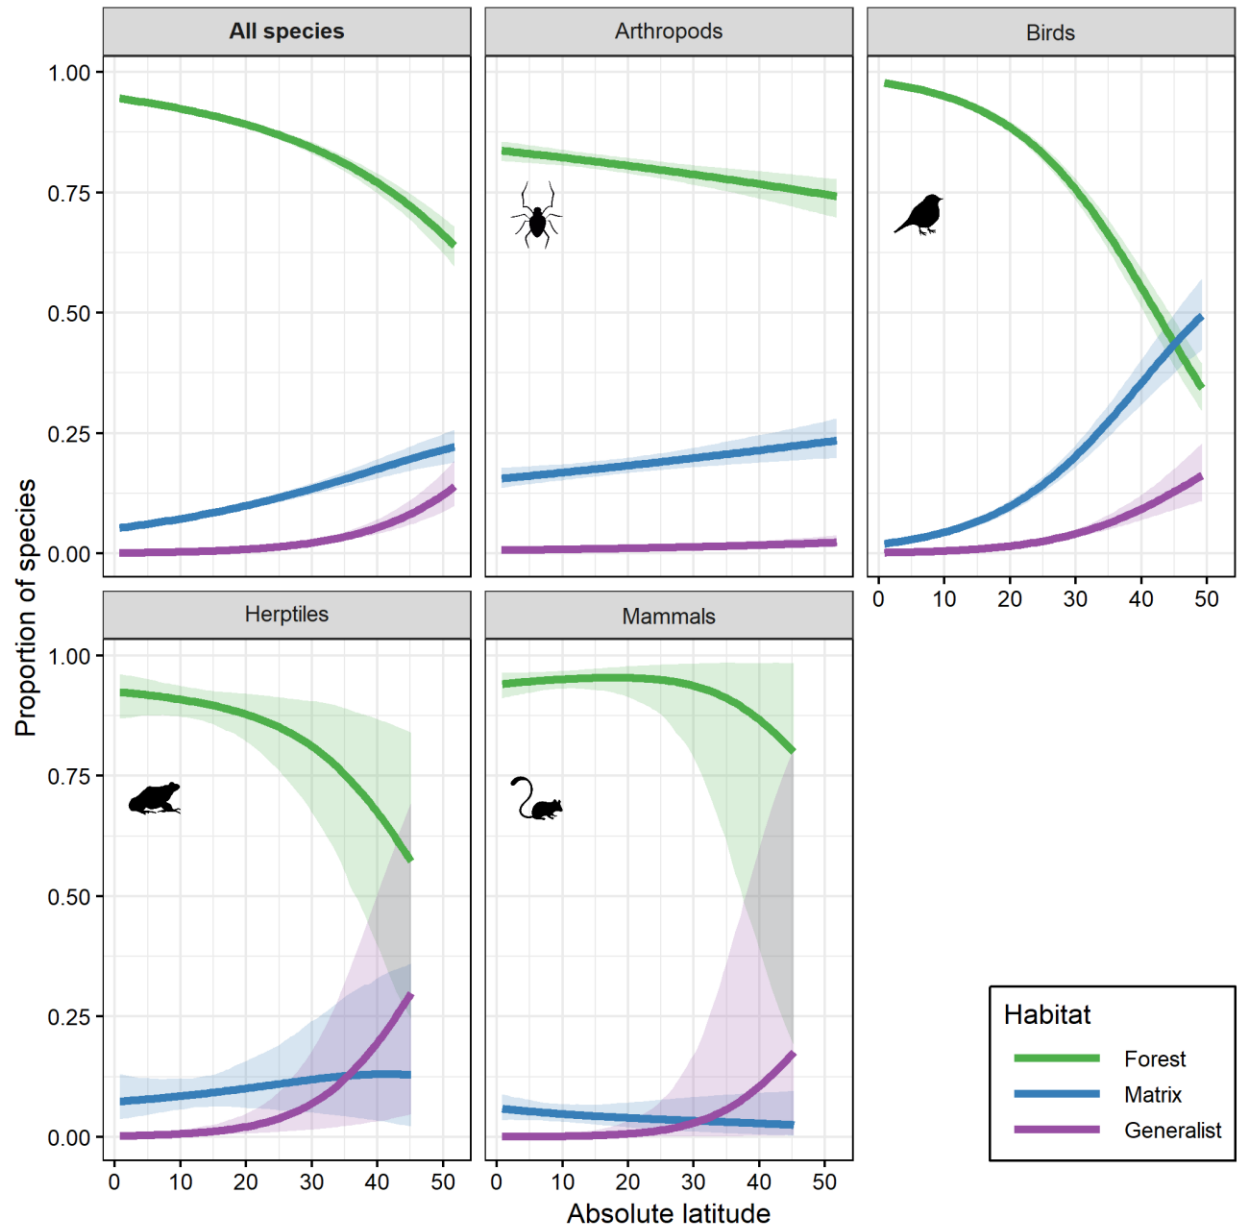 All species
Arthropods
Birds
1.00
0.75
0.50
0.25
0.00
0 10 20 30 40 50
Herptiles
Mammals
1.00
0.75
0.50
0.25
0.00
0 10 20 30 40 50
0 10 20 30 40 50
Proportion of species
Absolute latitude
Habitat
Forest
Matrix
Generalist